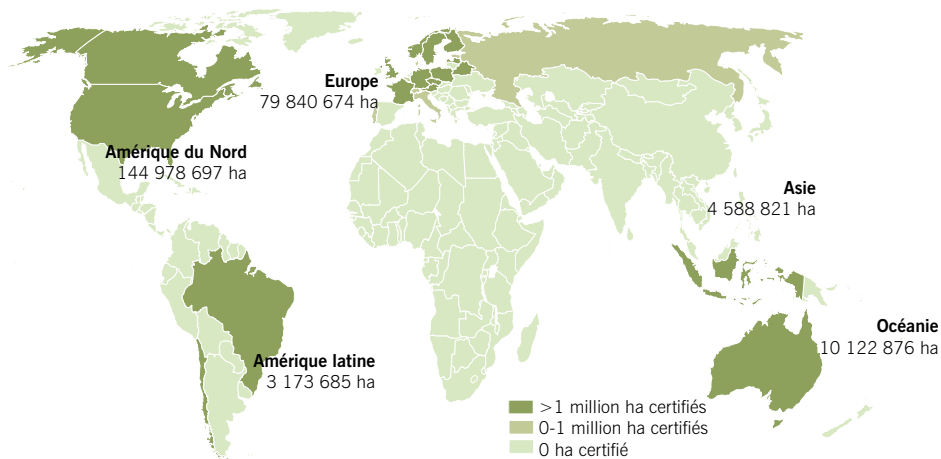 Europe
79 840 674 ha
Amérique du Nord
144 978 697 ha
Asie
4 588 821 ha
Océanie
10 122 876 ha
Amérique latine
3 173 685 ha
>1 million ha certifiés
0-1 million ha certifiés
0 ha certifié